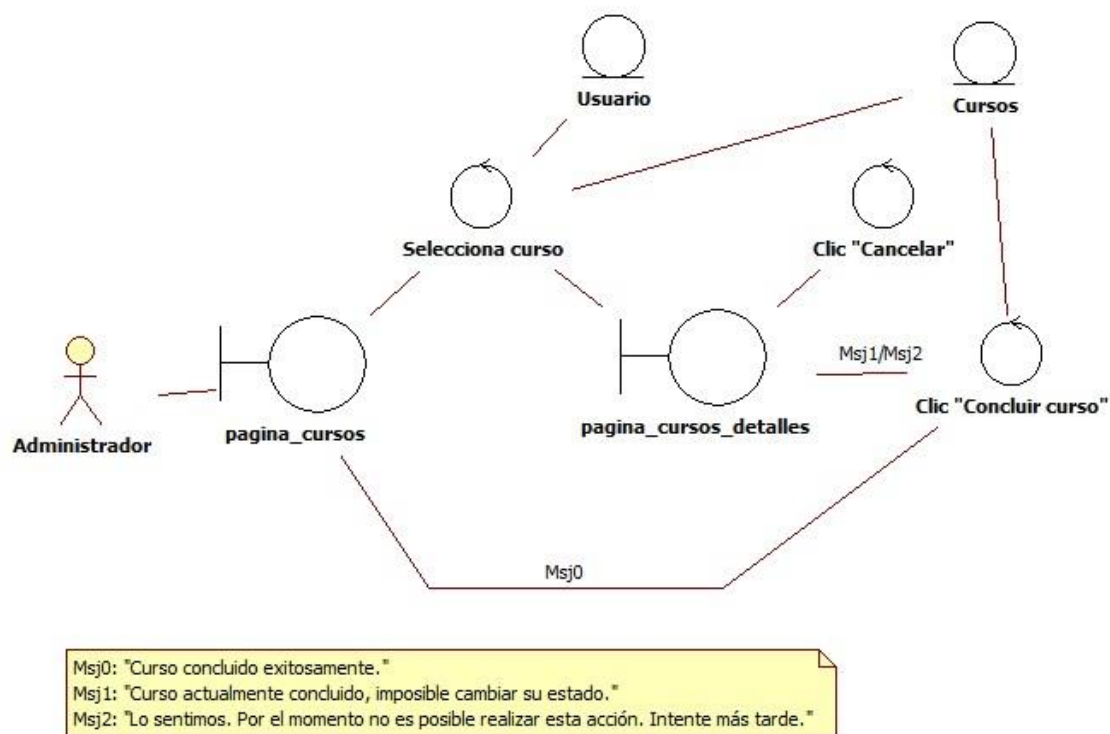 Usuario
Cursos
Selecciona curso
Clic "Cancelar"
Msj1/Msj2
Administrador
pagina_cursos
pagina_cursos_detalles
Clic "Concluir curso"
Msj0
Msj0: "Curso concluido exitosamente."
Msj1: "Curso actualmente concluido, imposible cambiar su estado."
Msj2: "Lo sentimos. Por el momento no es posible realizar esta acción. Intente más tarde."